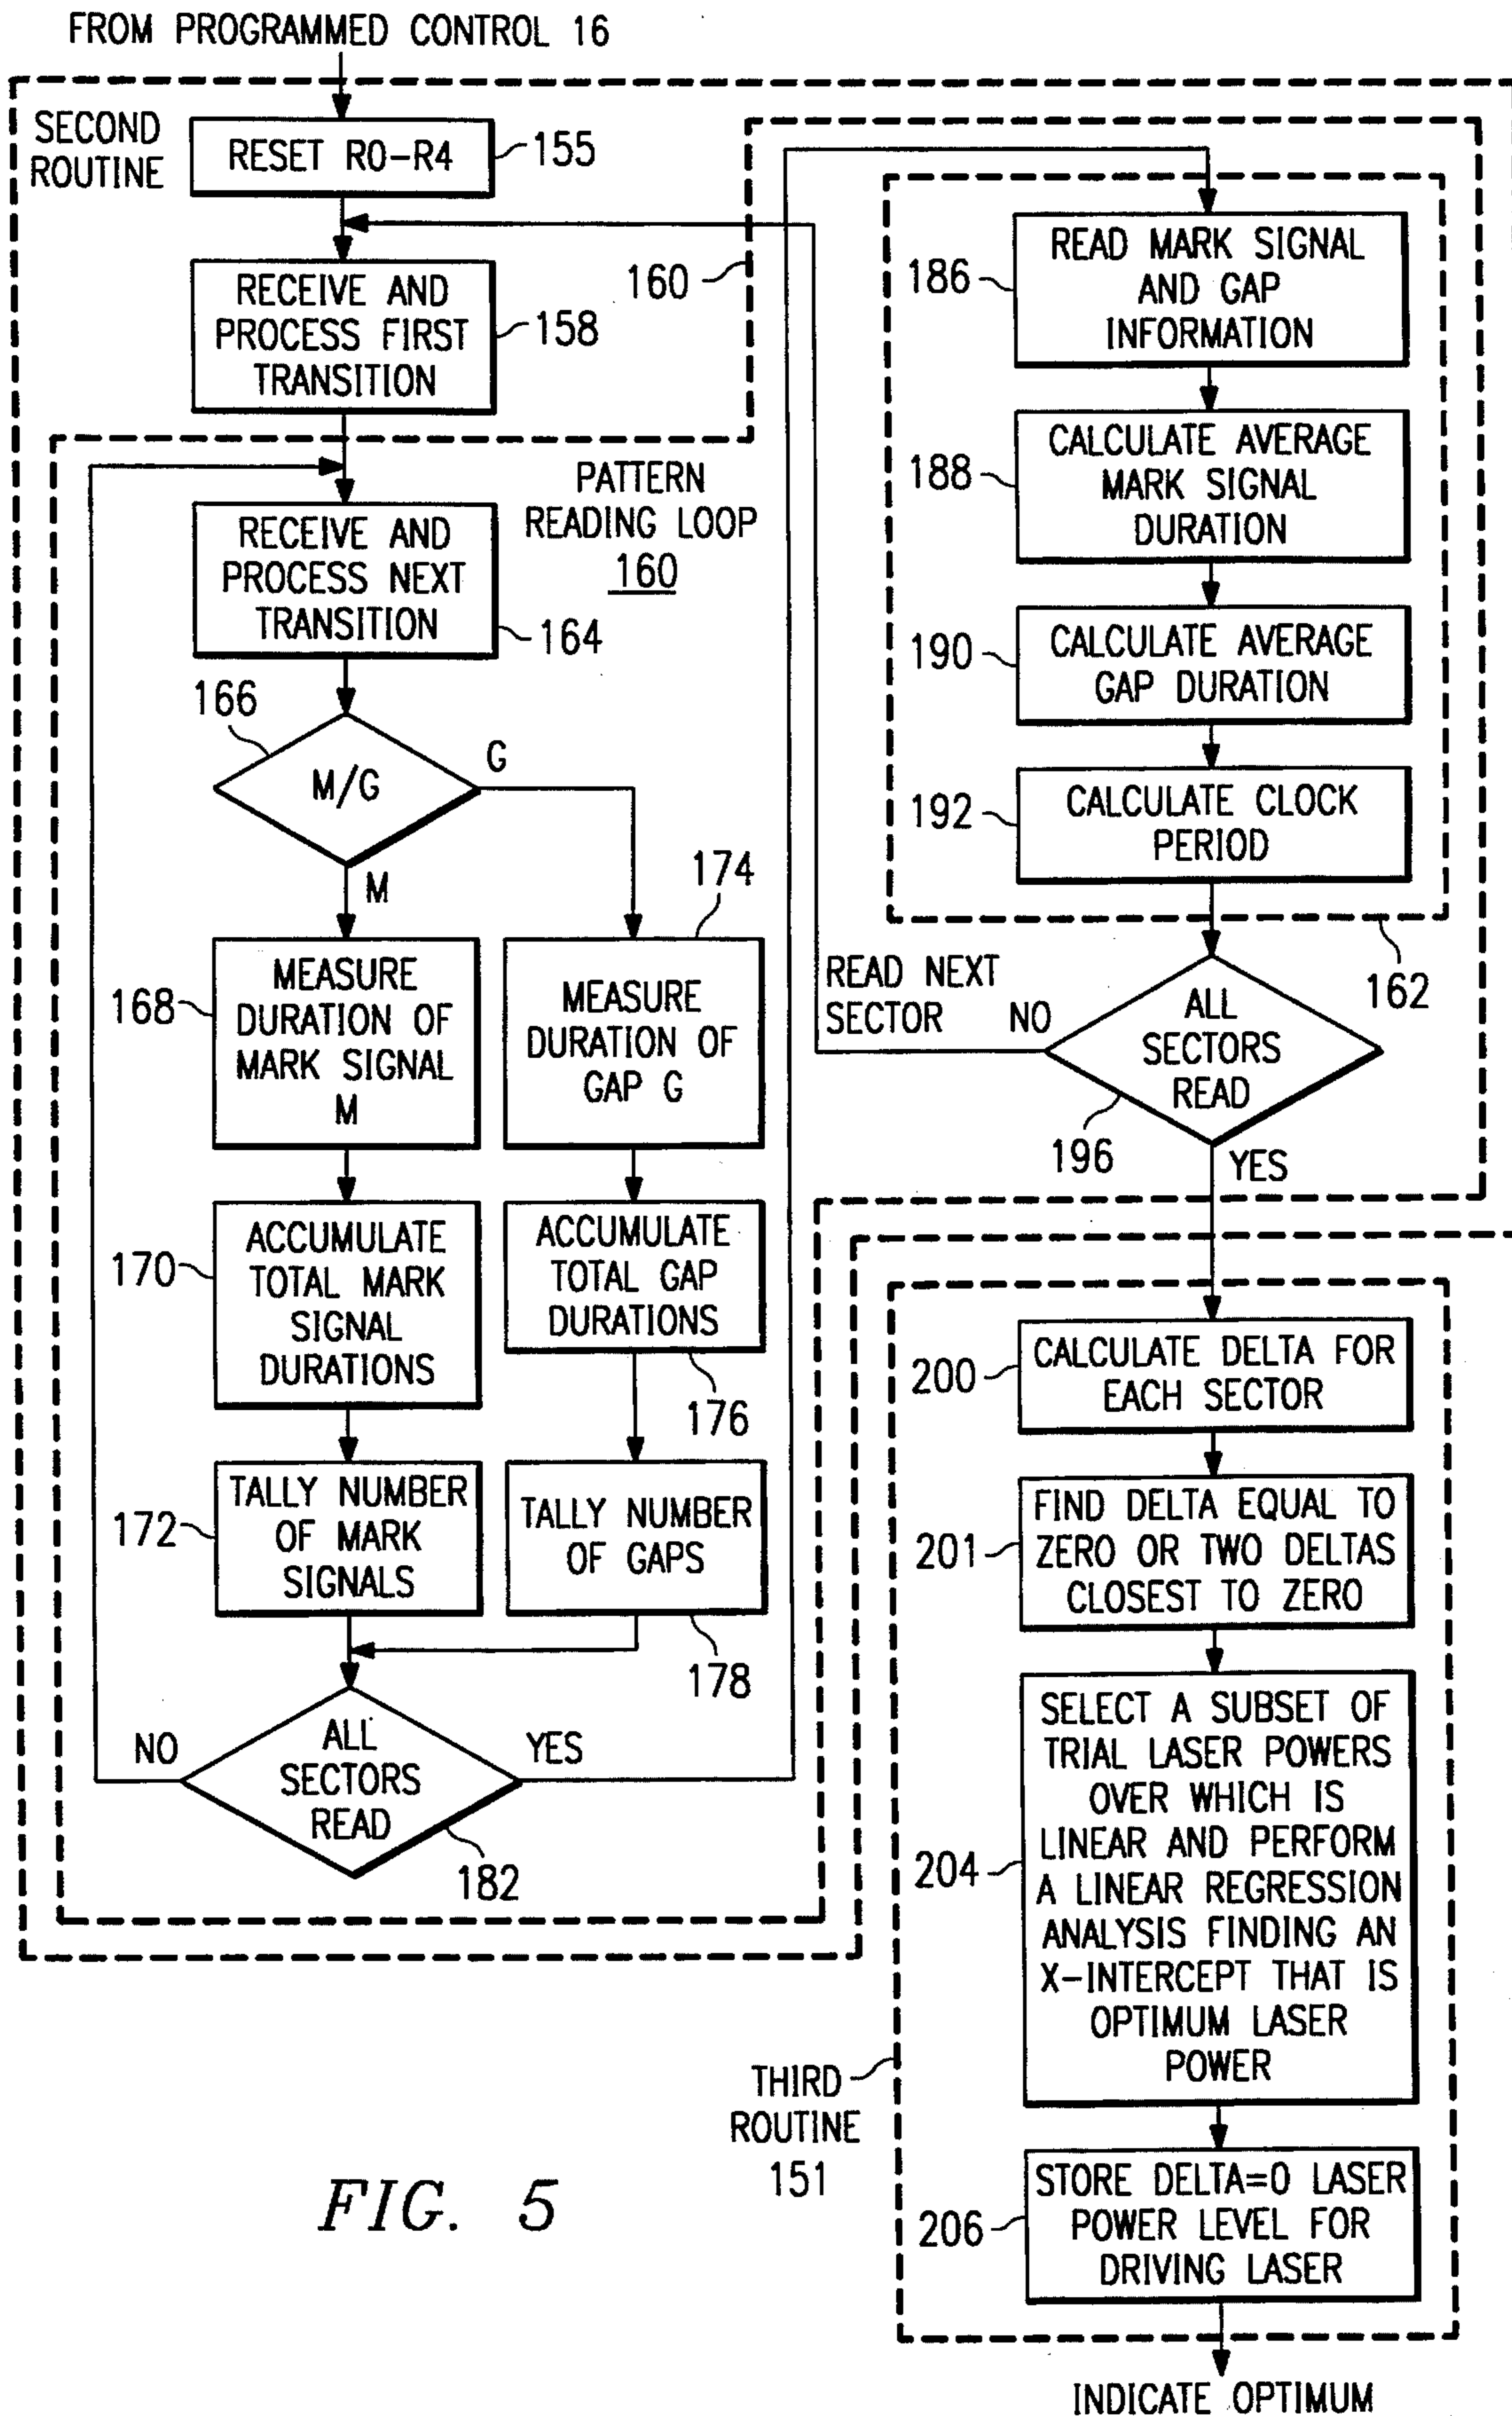 FROM PROGRAMMED CONTROL 16
SECOND
ROUTINE
RESET R0-R4
155
RECEIVE AND
PROCESS FIRST
TRANSITION
158
160
PATTERN
READING LOOP
160
RECEIVE AND
PROCESS NEXT
TRANSITION
164
166
M/G
G
M
168
MEASURE
DURATION OF
MARK SIGNAL
M
174
MEASURE
DURATION OF
GAP G
170
ACCUMULATE
TOTAL MARK
SIGNAL
DURATIONS
ACCUMULATE
TOTAL GAP
DURATIONS
176
172
TALLY NUMBER
OF MARK
SIGNALS
TALLY NUMBER
OF GAPS
178
NO
ALL
SECTORS
READ
YES
182
186
READ MARK SIGNAL
AND GAP
INFORMATION
188
CALCULATE AVERAGE
MARK SIGNAL
DURATION
190
CALCULATE AVERAGE
GAP DURATION
192
CALCULATE CLOCK
PERIOD
162
READ NEXT
SECTOR
NO
ALL
SECTORS
READ
196
YES
200
CALCULATE DELTA FOR
EACH SECTOR
201
FIND DELTA EQUAL TO
ZERO OR TWO DELTAS
CLOSEST TO ZERO
204
SELECT A SUBSET OF
TRIAL LASER POWERS
OVER WHICH IS
LINEAR AND PERFORM
A LINEAR REGRESSION
ANALYSIS FINDING AN
X-INTERCEPT THAT IS
OPTIMUM LASER
POWER
THIRD
ROUTINE
151
206
STORE DELTA=0 LASER
POWER LEVEL FOR
DRIVING LASER
INDICATE OPTIMUM
FIG. 5